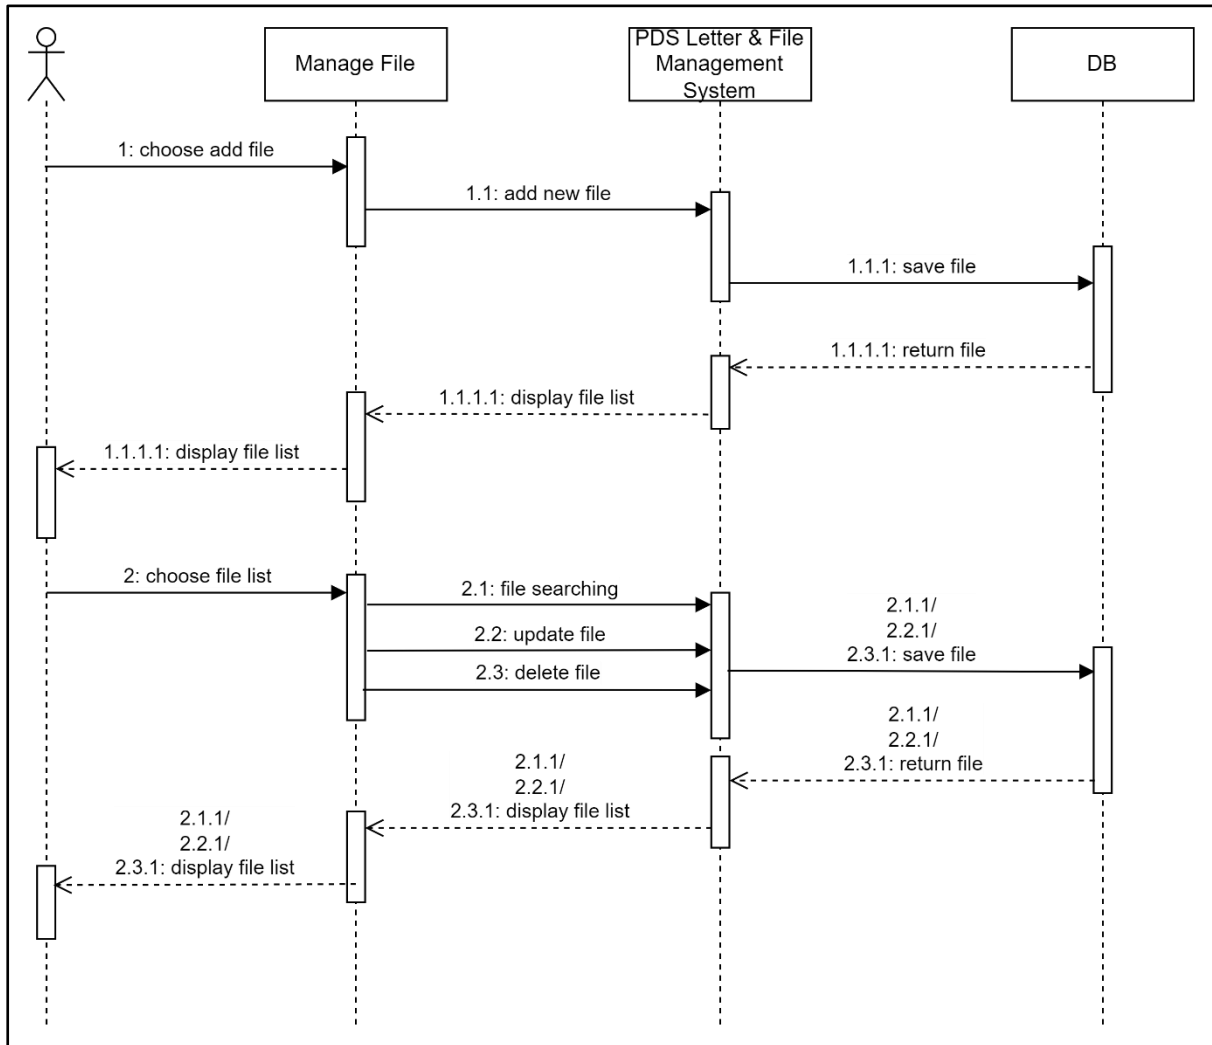 Manage File
PDS Letter & File
Management
System
DB
1: choose add file
1.1: add new file
1.1.1: save file
1.1.1.1: return file
1.1.1.1: display file list
1.1.1.1: display file list
2: choose file list
2.1: file searching
2.2: update file
2.3: delete file
2.1.1/
2.2.1/
2.3.1: save file
2.1.1/
2.2.1/
2.3.1: return file
2.1.1/
2.2.1/
2.3.1: display file list
2.1.1/
2.2.1/
2.3.1: display file list